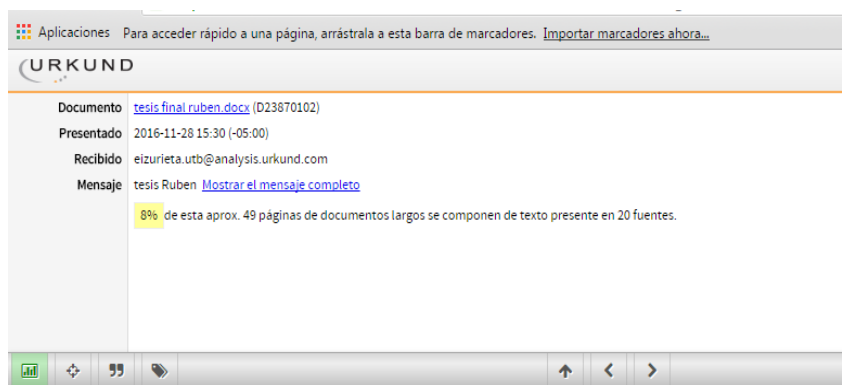 Aplicaciones Para acceder rápido a una página, arrástrala a esta barra de marcadores. Importar marcadores ahora...
URKUND
Documento tesis final ruben.docx (D23870102)
Presentado 2016-11-28 15:30 (-05:00)
Recibido eizurieta.utb@analysis.urkund.com
Mensaje tesis Ruben Mostrar el mensaje completo
8% de esta aprox. 49 páginas de documentos largos se componen de texto presente en 20 fuentes.